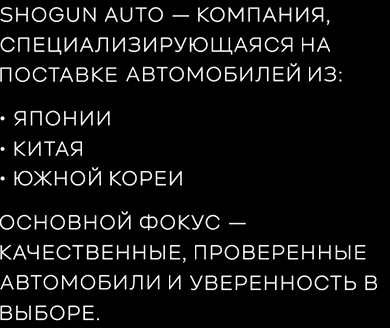 SHOGUN AUTO — КОМПАНИЯ,
СПЕЦИАЛИЗИРУЮЩАЯСЯ НА
ПОСТАВКЕ АВТОМОБИЛЕЙ ИЗ:
• ЯПОНИИ
• КИТАЯ
• ЮЖНОЙ КОРЕИ
ОСНОВНОЙ ФОКУС —
КАЧЕСТВЕННЫЕ, ПРОВЕРЕННЫЕ
АВТОМОБИЛИ И УВЕРЕННОСТЬ В
ВЫБОРЕ.